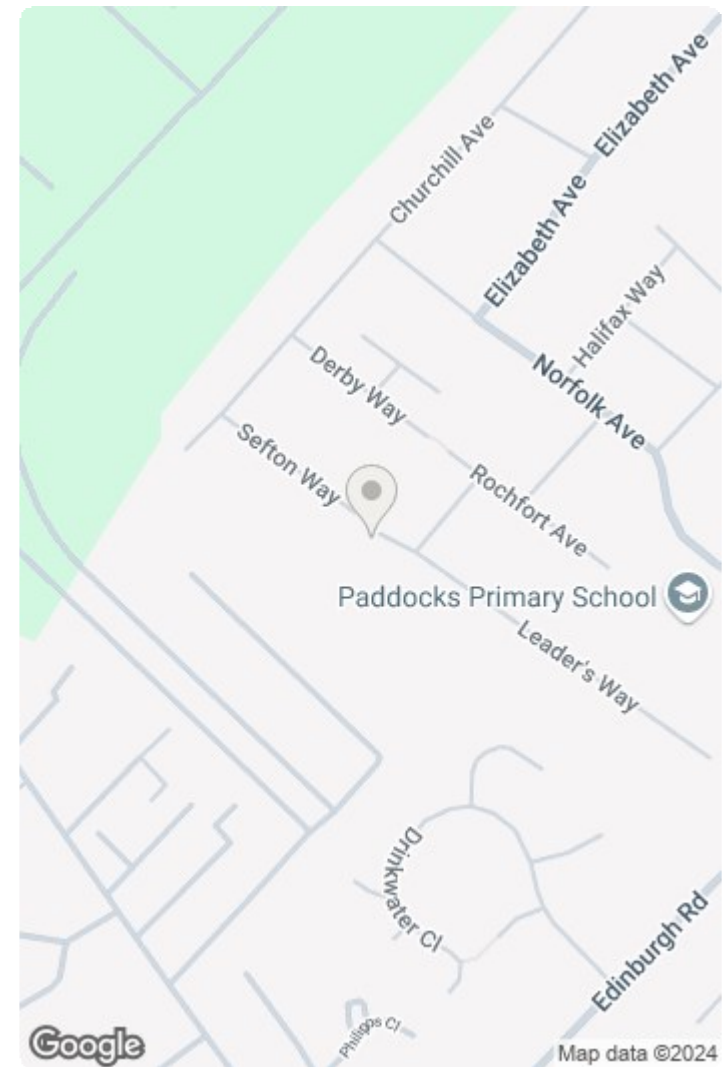 Elizabeth Ave
Churchill Ave
Elizabeth Ave
Halifax Way
Derby Way
Norfolk Ave
Sefton Way
Rochfort Ave
Paddocks Primary School
Leader's Way
Drinkwater Cl
Edinburgh Rd
Philipps Cl
Google
Map data ©2024